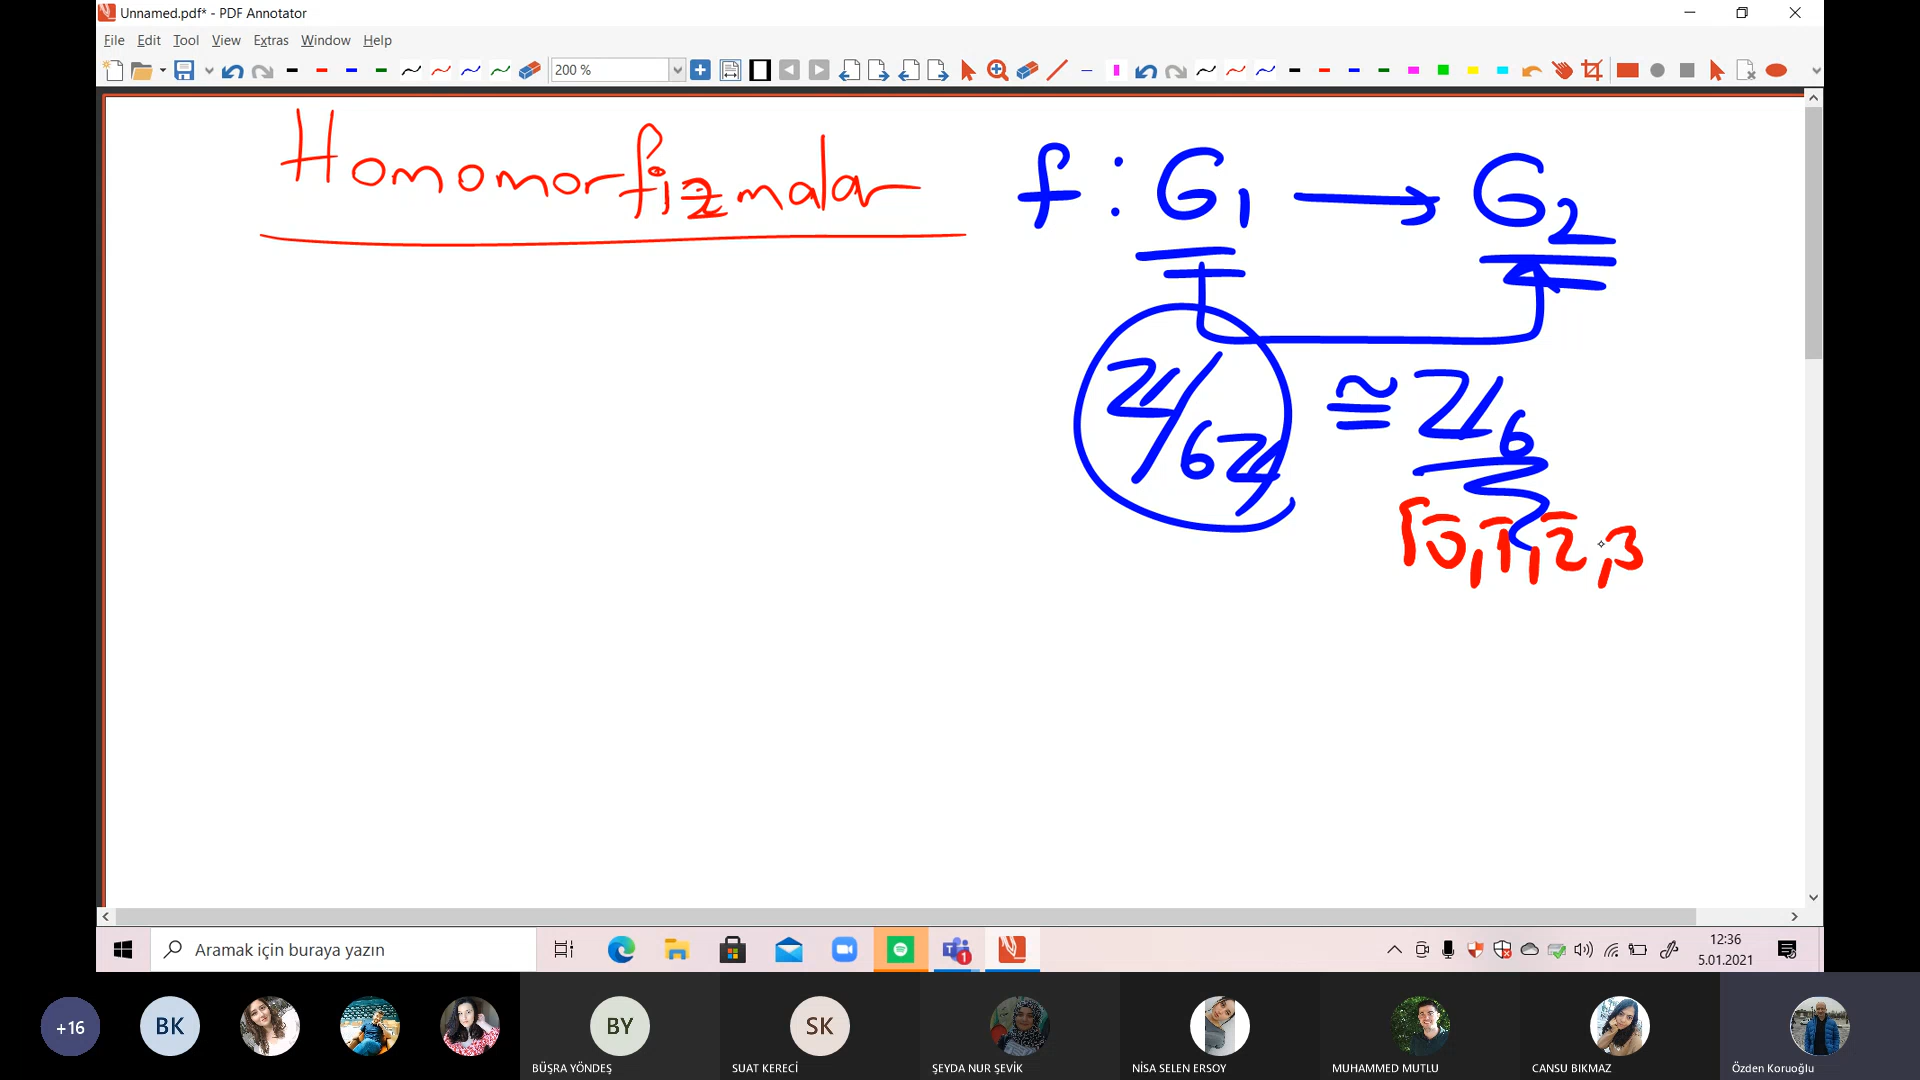 Unnamed.pdf* - PDF Annotator
File Edit Tool View Extras Window Help
200 %
Homomorfizmalar
f : G₁ → G₂
ℤ/6ℤ ≅ ℤ₆
{0̅, 1̅, 2̅, 3
Aramak için buraya yazın
1
12:36
5.01.2021
+16
BK
BY
SK
BÜŞRA YÖNDEŞ
SUAT KERECİ
ŞEYDA NUR ŞEVİK
NİSA SELEN ERSOY
MUHAMMED MUTLU
CANSU BIKMAZ
Özden Koruoğlu